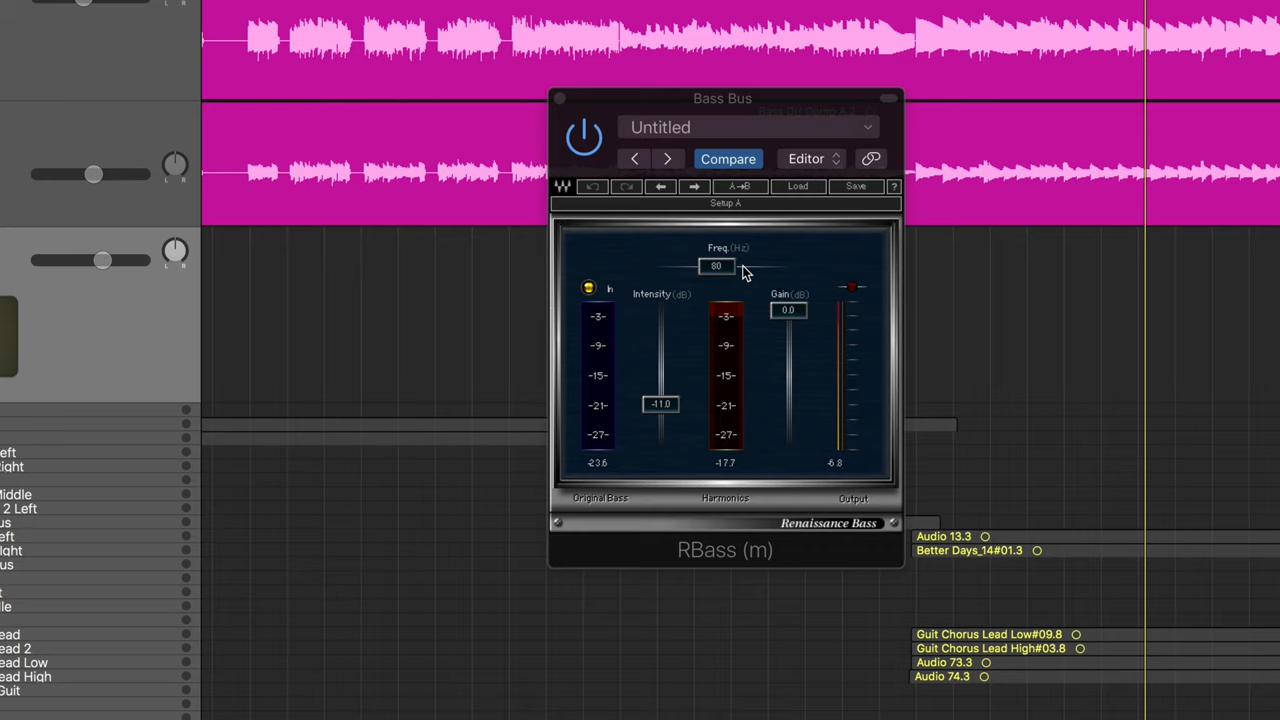 L R
Bass Bus
Untitled
Compare
Editor
L R
A→B
Load
Save
?
Setup A
Freq.(Hz)
80
L R
In
Intensity(dB)
Gain(dB)
-3-
-3-
0.0
-9-
-9-
-15-
-15-
-21-
-11.0
-21-
-27-
-27-
-23.6
-17.7
-6.8
Original Bass
Harmonics
Output
Renaissance Bass
RBass (m)
eft
ight
iddle
2 Left
us
eft
ight
us
t
dle
ead
ead 2
ead Low
ead High
Guit
Audio 13.3
Better Days_14#01.3
Guit Chorus Lead Low#09.8
Guit Chorus Lead High#03.8
Audio 73.3
Audio 74.3